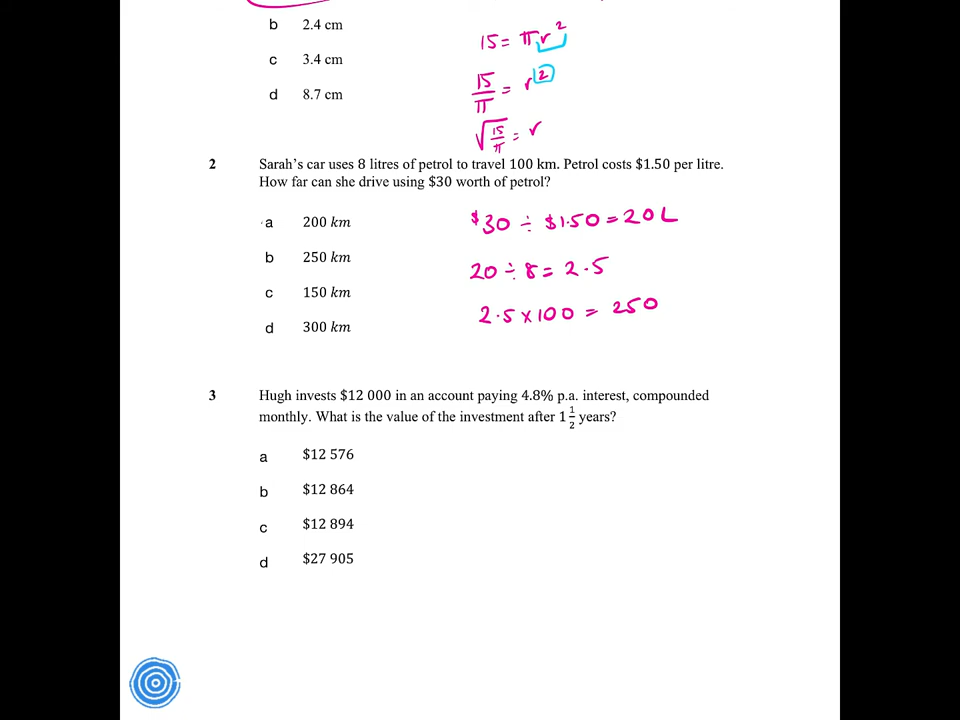 b 2.4 cm
15 = πr²
c 3.4 cm
15/π = r²
d 8.7 cm
√15/π = r
2 Sarah's car uses 8 litres of petrol to travel 100 km. Petrol costs $1.50 per litre.
How far can she drive using $30 worth of petrol?
a 200 km
$30 ÷ $1.50 = 20 L
b 250 km
20 ÷ 8 = 2.5
c 150 km
2.5 x 100 = 250
d 300 km
3 Hugh invests $12 000 in an account paying 4.8% p.a. interest, compounded
monthly. What is the value of the investment after 1 1/2 years?
a $12 576
b $12 864
c $12 894
d $27 905